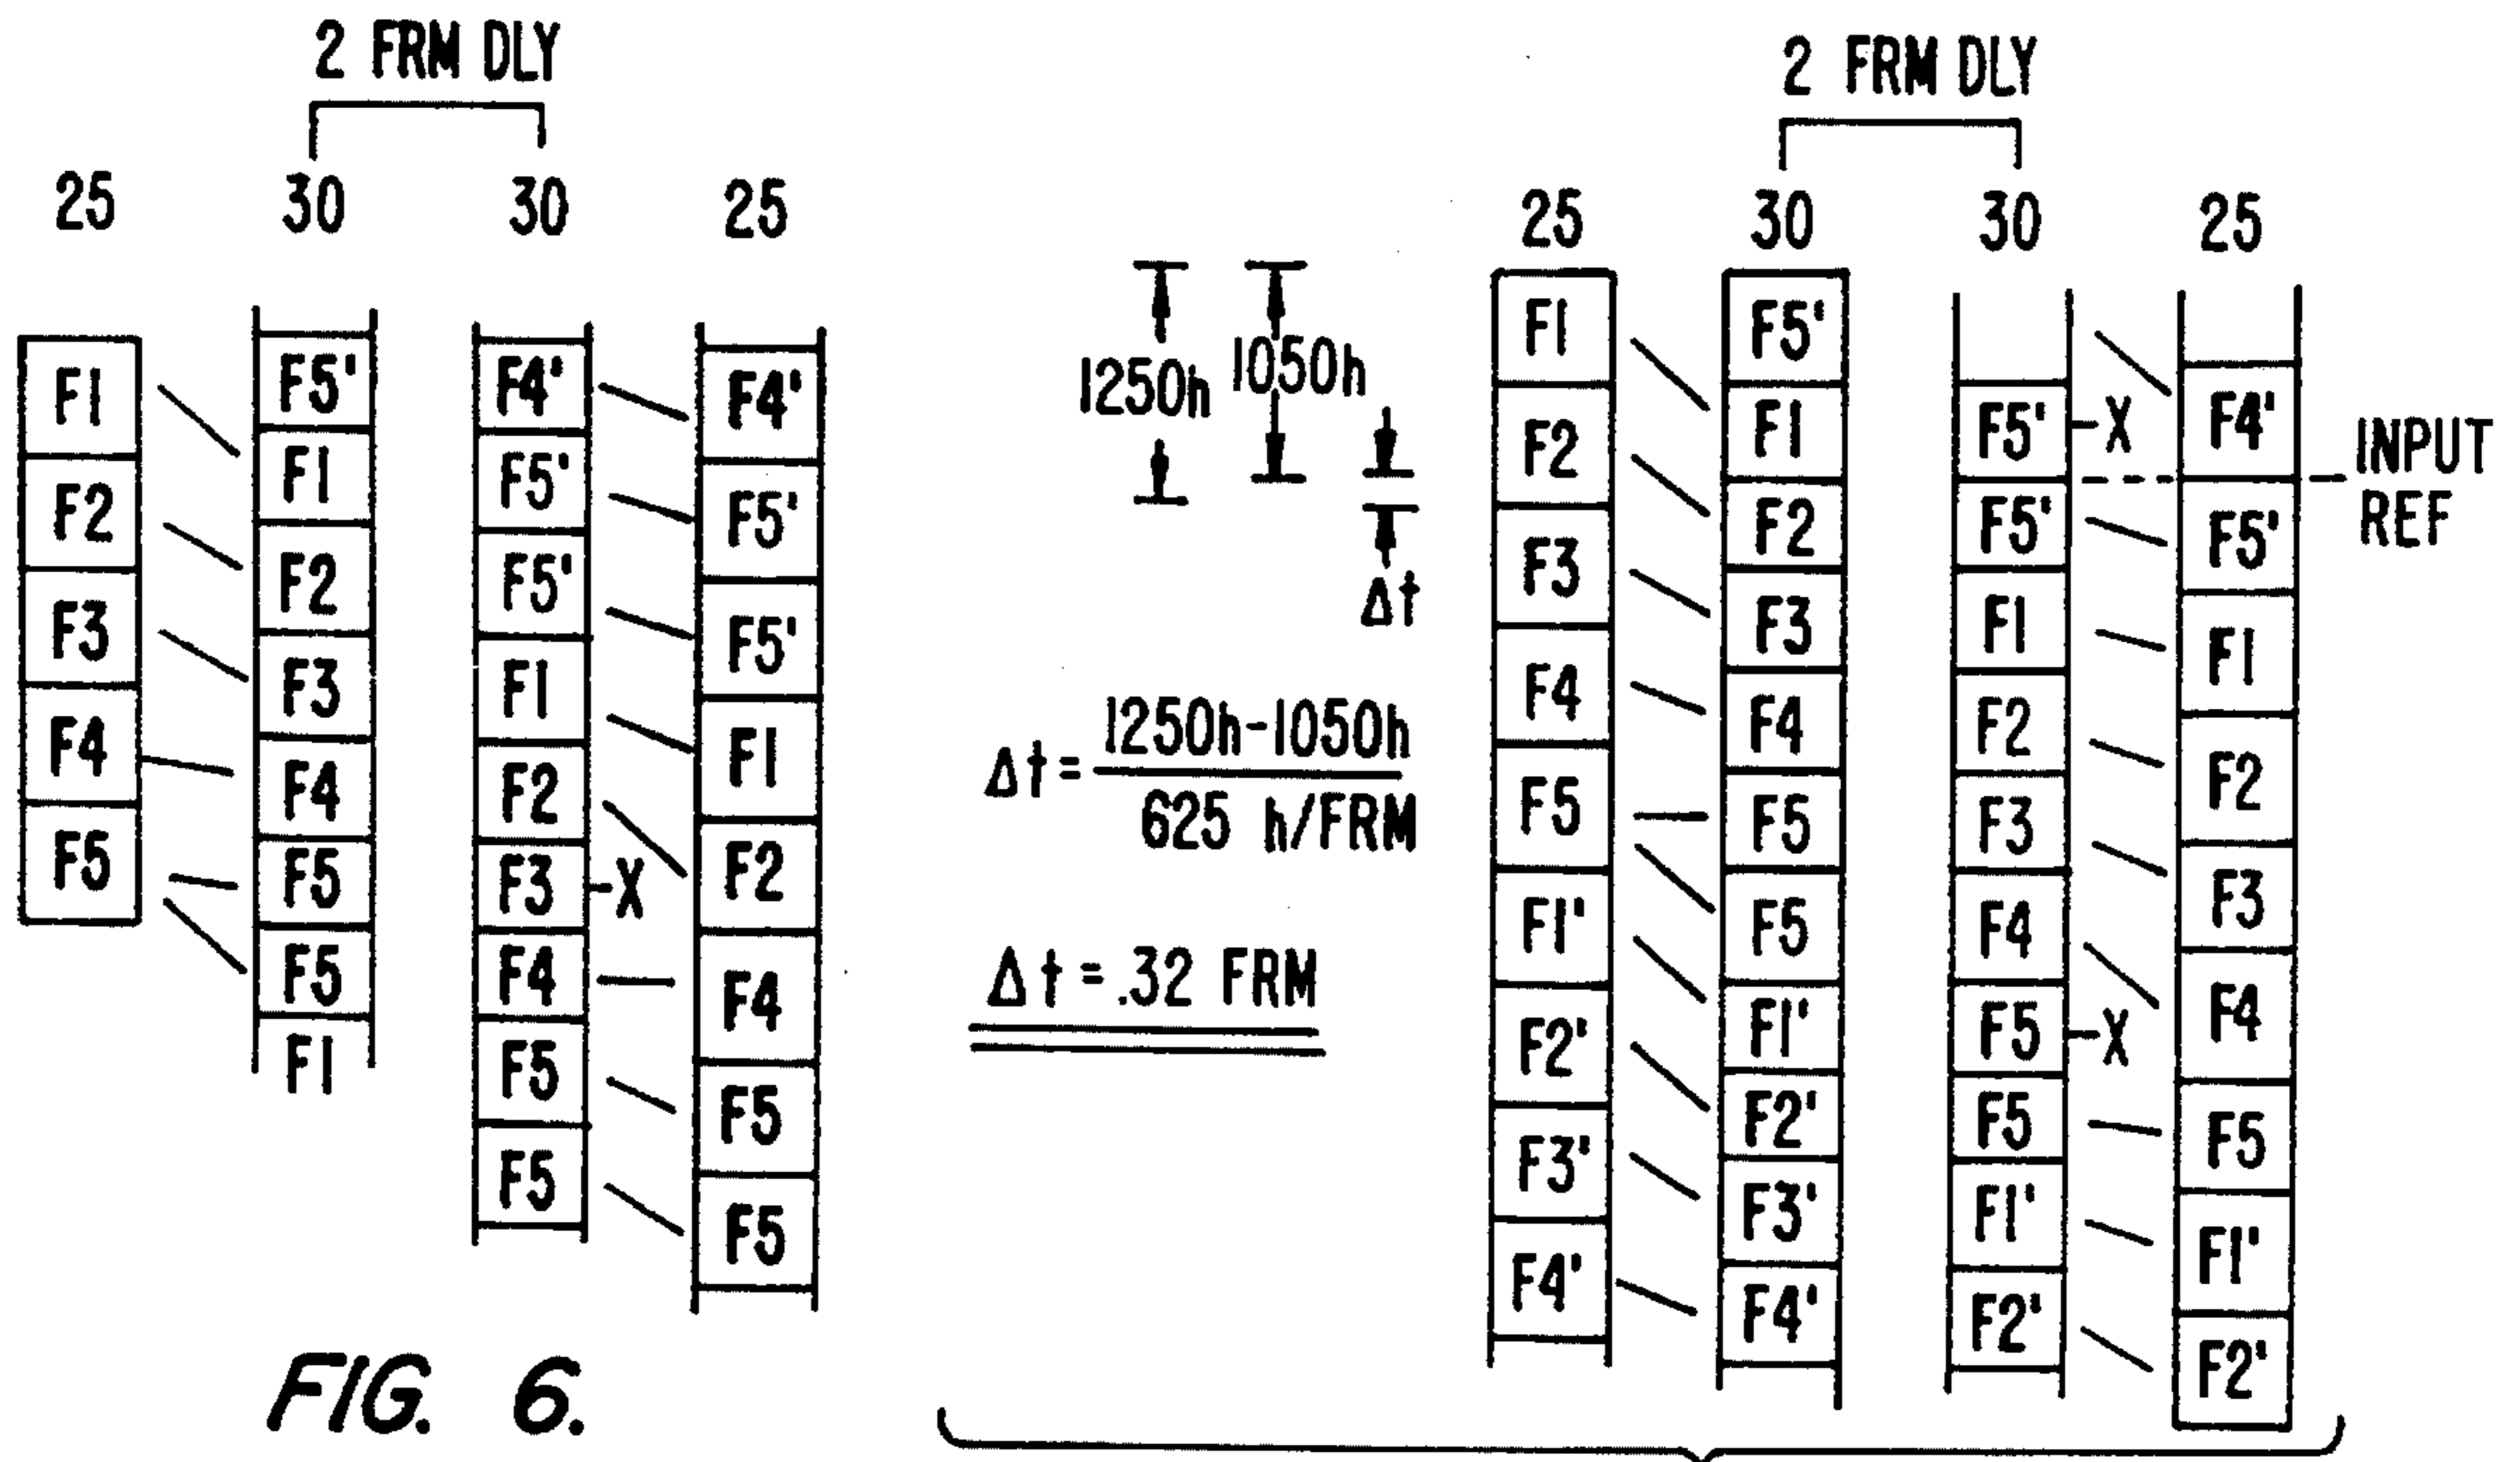 2 FRM DLY
25 30 30 25
F1
F2
F3
F4
F5
F5'
F1
F2
F3
F4
F5
F5
F1
F4'
F5'
F5'
F1
F2
F3 X
F4
F5
F5
F4'
F5'
F5'
F1
F2
F4
F5
F5
FIG. 6.
1250h 1050h
Δt
Δt = 1250h-1050h
625 h/FRM
Δt = .32 FRM
2 FRM DLY
25 30 30 25
F1
F2
F3
F4
F5
F1'
F2'
F3'
F4'
F5'
F1
F2
F3
F4
F5
F5
F1'
F2'
F3'
F4'
F5' X
F5'
F1
F2
F3
F4
F5 X
F5
F1'
F2'
F4'
F5'
F1
F2
F3
F4
F5
F1'
F2'
INPUT
REF